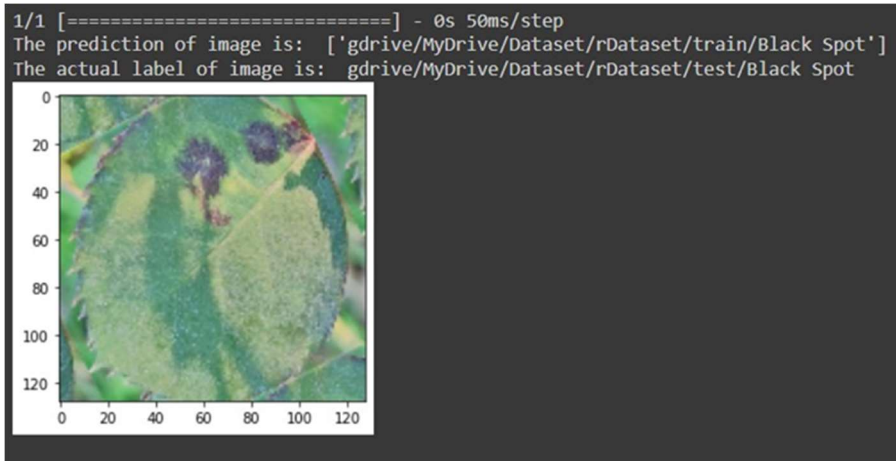 1/1 [==============================] - 0s 50ms/step
The prediction of image is:  ['gdrive/MyDrive/Dataset/rDataset/train/Black Spot']
The actual label of image is:  gdrive/MyDrive/Dataset/rDataset/test/Black Spot
0
20
40
60
80
100
120
0 20 40 60 80 100 120